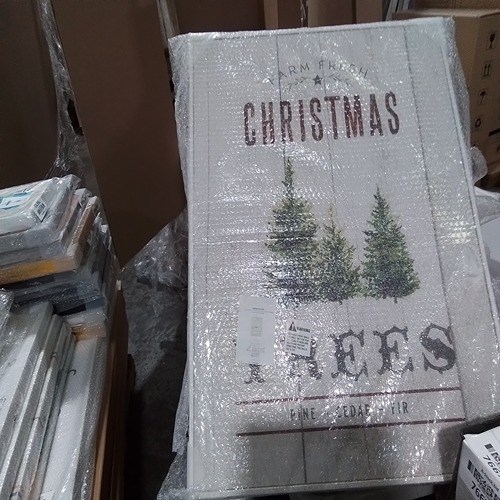 FARM FRESH
CHRISTMAS
TREES
PINE - CEDAR - FIR